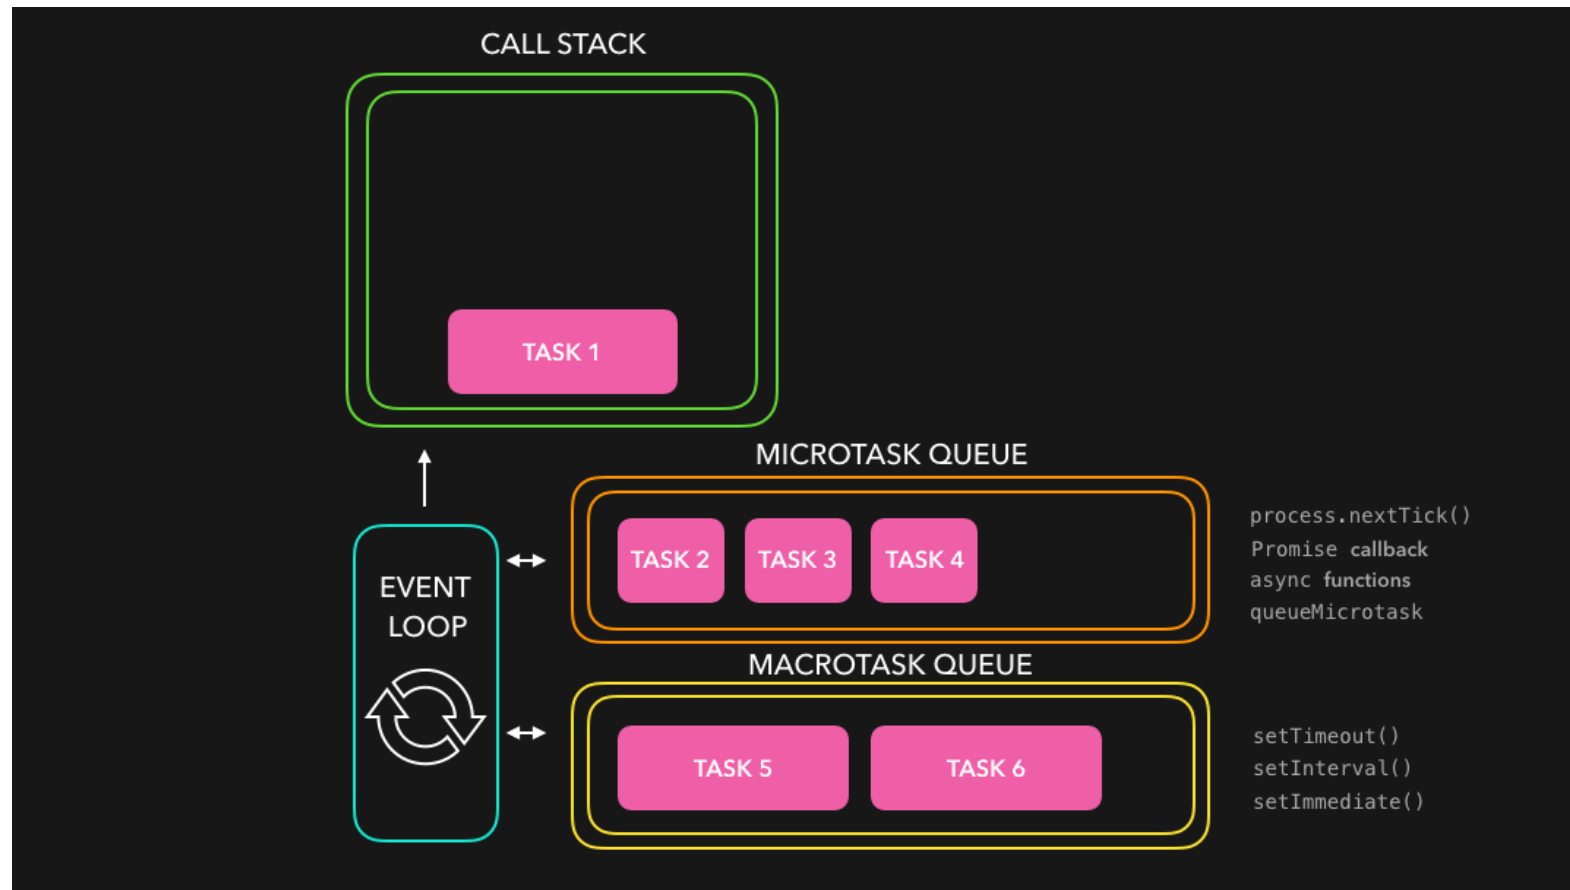 CALL STACK
TASK 1
MICROTASK QUEUE
TASK 2
TASK 3
TASK 4
process.nextTick()
Promise callback
async functions
queueMicrotask
EVENT
LOOP
MACROTASK QUEUE
TASK 5
TASK 6
setTimeout()
setInterval()
setImmediate()